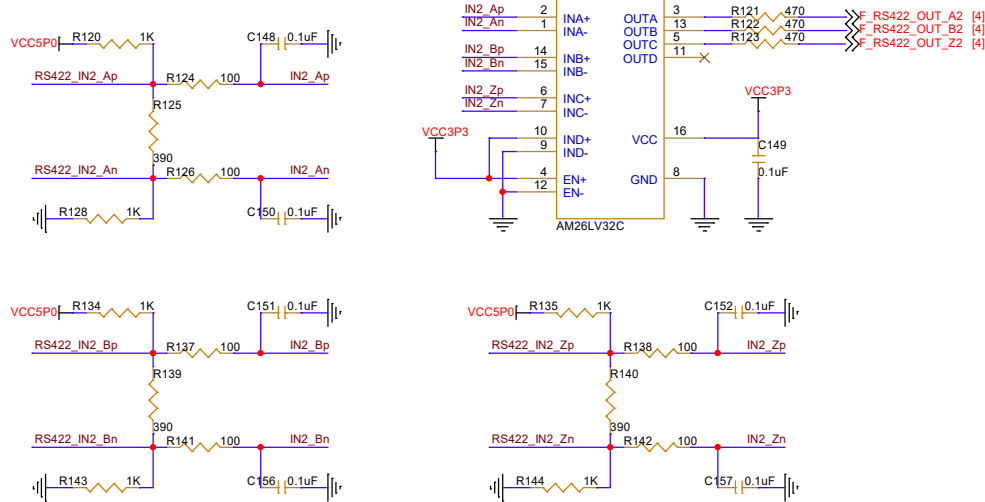 VCC5P0 R120 1K C148 0.1uF
RS422_IN2_Ap R124 100 IN2_Ap
R125
390
RS422_IN2_An R126 100 IN2_An
R128 1K C150 0.1uF
IN2_Ap 2 INA+ OUTA 3 R121 470 F_RS422_OUT_A2 [4]
IN2_An 1 INA- OUTB 13 R122 470 F_RS422_OUT_B2 [4]
OUTC 5 R123 470 F_RS422_OUT_Z2 [4]
IN2_Bp 14 INB+ OUTD 11
IN2_Bn 15 INB-
IN2_Zp 6 INC+
IN2_Zn 7 INC-
VCC3P3
VCC3P3 10 IND+ VCC 16
9 IND- C149
0.1uF
4 EN+ GND 8
12 EN-
AM26LV32C
VCC5P0 R134 1K C151 0.1uF
RS422_IN2_Bp R137 100 IN2_Bp
R139
390
RS422_IN2_Bn R141 100 IN2_Bn
R143 1K C156 0.1uF
VCC5P0 R135 1K C152 0.1uF
RS422_IN2_Zp R138 100 IN2_Zp
R140
390
RS422_IN2_Zn R142 100 IN2_Zn
R144 1K C157 0.1uF